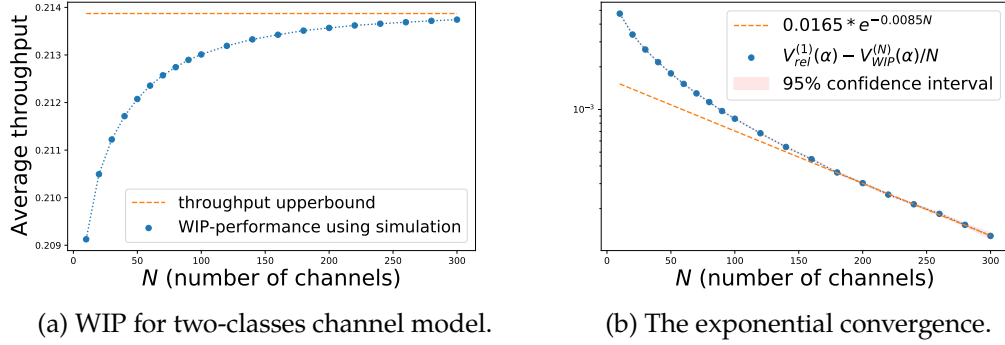 0.214
0.213
0.212
0.211
0.210
0.209
Average throughput
throughput upperbound
WIP-performance using simulation
0 50 100 150 200 250 300
N (number of channels)
(a) WIP for two-classes channel model.
0.0165 * e^{-0.0085N}
V_{rel}^{(1)}(α) − V_{WIP}^{(N)}(α)/N
95% confidence interval
10^{-3}
0 50 100 150 200 250 300
N (number of channels)
(b) The exponential convergence.